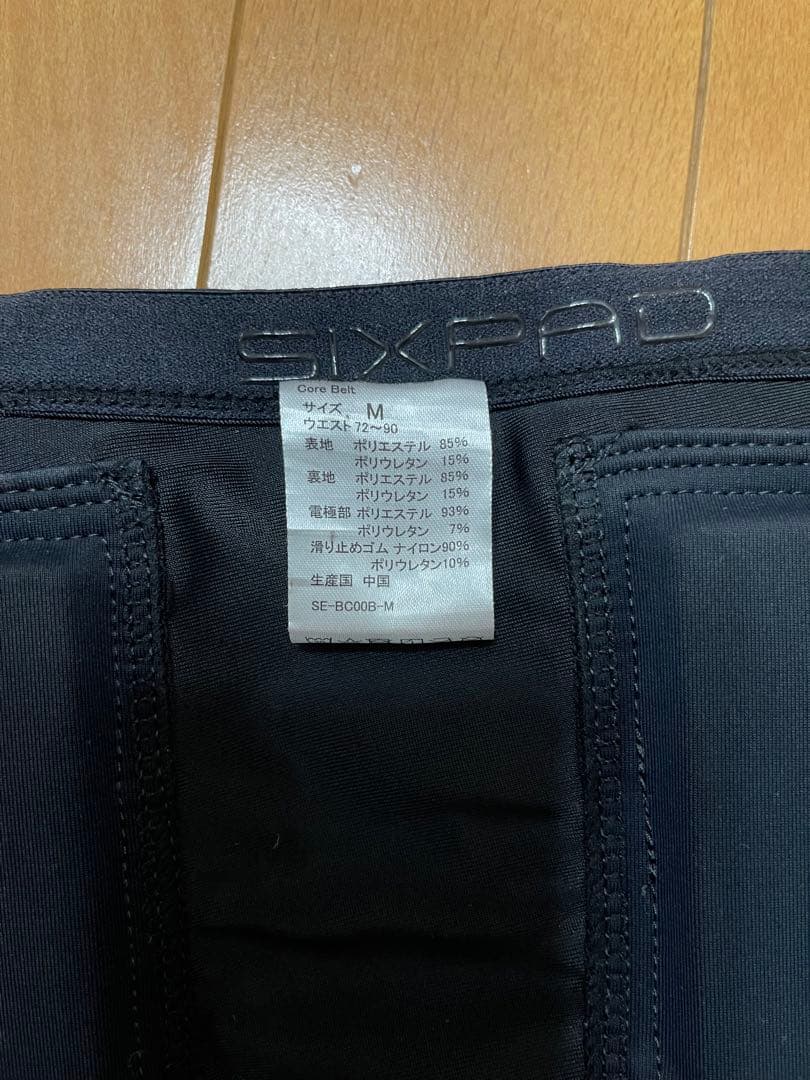 SIXPAD
Core Belt
サイズ M
ウエスト 72～90
表地 ポリエステル 85%
ポリウレタン 15%
裏地 ポリエステル 85%
ポリウレタン 15%
電極部 ポリエステル 93%
ポリウレタン 7%
滑り止めゴム ナイロン90%
ポリウレタン10%
生産国 中国
SE-BC00B-M